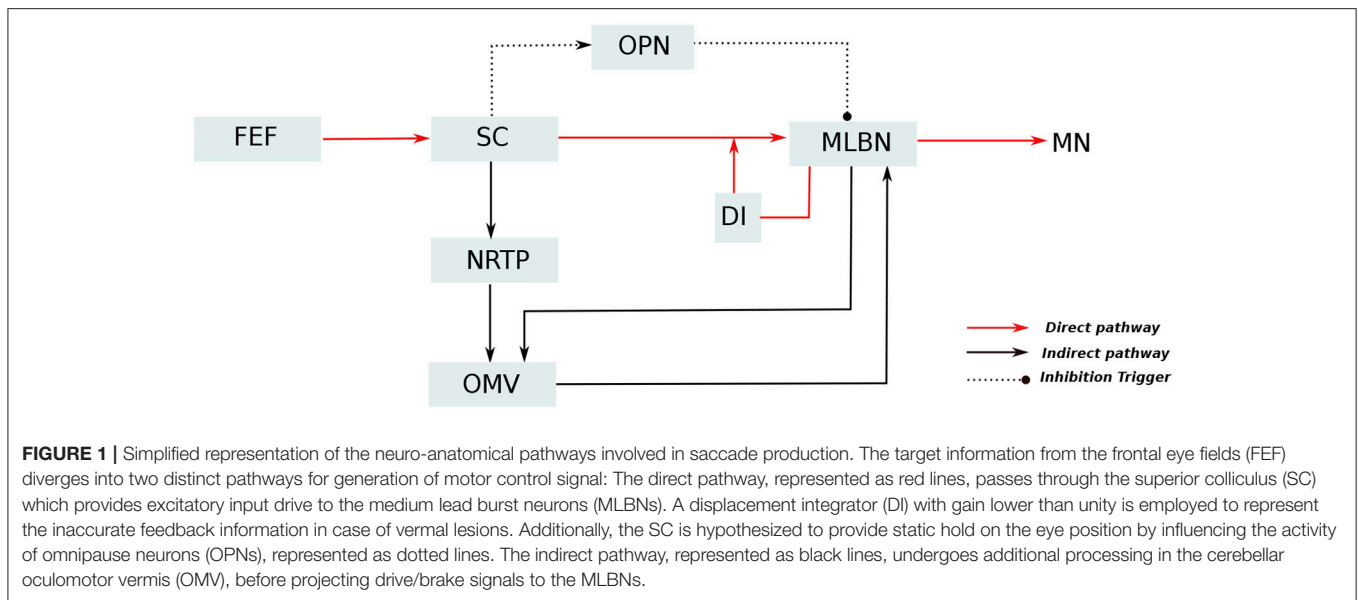 OPN
FEF
SC
MLBN
MN
DI
NRTP
OMV
Direct pathway
Indirect pathway
Inhibition Trigger
FIGURE 1 | Simplified representation of the neuro-anatomical pathways involved in saccade production. The target information from the frontal eye fields (FEF)
diverges into two distinct pathways for generation of motor control signal: The direct pathway, represented as red lines, passes through the superior colliculus (SC)
which provides excitatory input drive to the medium lead burst neurons (MLBNs). A displacement integrator (DI) with gain lower than unity is employed to represent
the inaccurate feedback information in case of vermal lesions. Additionally, the SC is hypothesized to provide static hold on the eye position by influencing the activity
of omnipause neurons (OPNs), represented as dotted lines. The indirect pathway, represented as black lines, undergoes additional processing in the cerebellar
oculomotor vermis (OMV), before projecting drive/brake signals to the MLBNs.